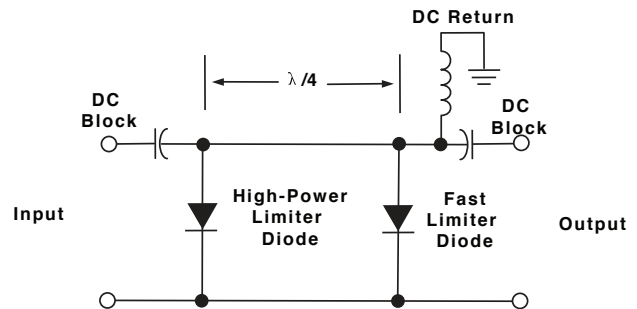 DC Return
λ /4
DC
Block
DC
Block
High-Power
Limiter
Diode
Fast
Limiter
Diode
Input
Output